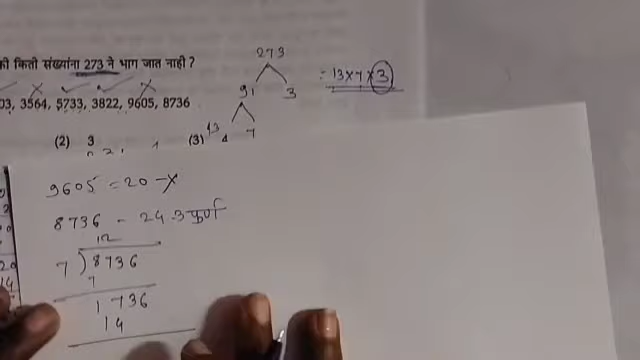 की किती संख्यांना 273 ने भाग जात नाही ?
03, 3564, 5733, 3822, 9605, 8736
(2) 3 (3) 4
273
91 3
13 7
= 13 x 7 x 3
9605 = 20 - x
8736 - 24 - 3 पुर्ण
12
7 ) 8736
7
1736
14